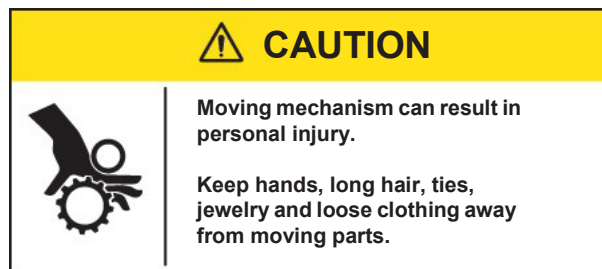 CAUTION
Moving mechanism can result in
personal injury.
Keep hands, long hair, ties,
jewelry and loose clothing away
from moving parts.